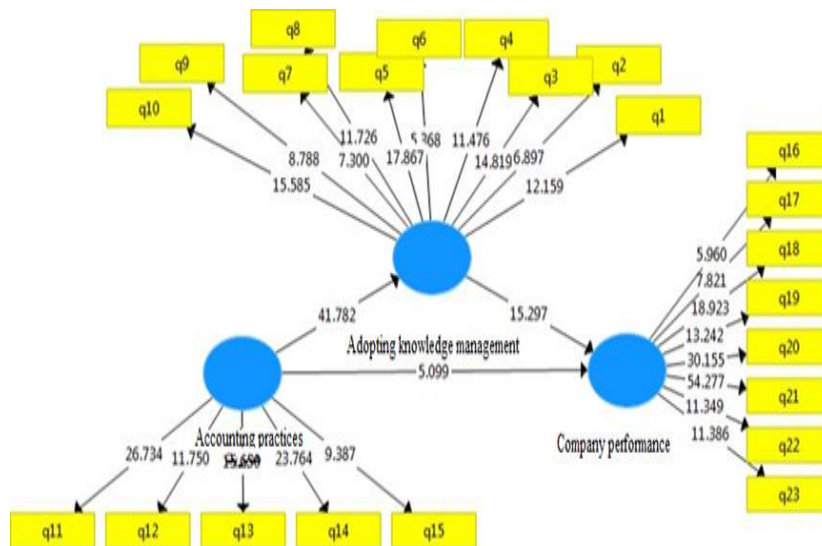 q8
q6
q4
q9
q7
q5
q3
q2
q10
q1
11.726
11.476
8.788
7.300
17.867
14.819
6.897
15.585
12.159
q16
q17
q18
q19
q20
q21
q22
q23
5.960
7.821
18.923
13.242
30.155
54.277
11.349
11.386
41.782
15.297
Adopting knowledge management
5.099
Accounting practices
Company performance
26.734
11.750
23.764
9.387
q11
q12
q13
q14
q15